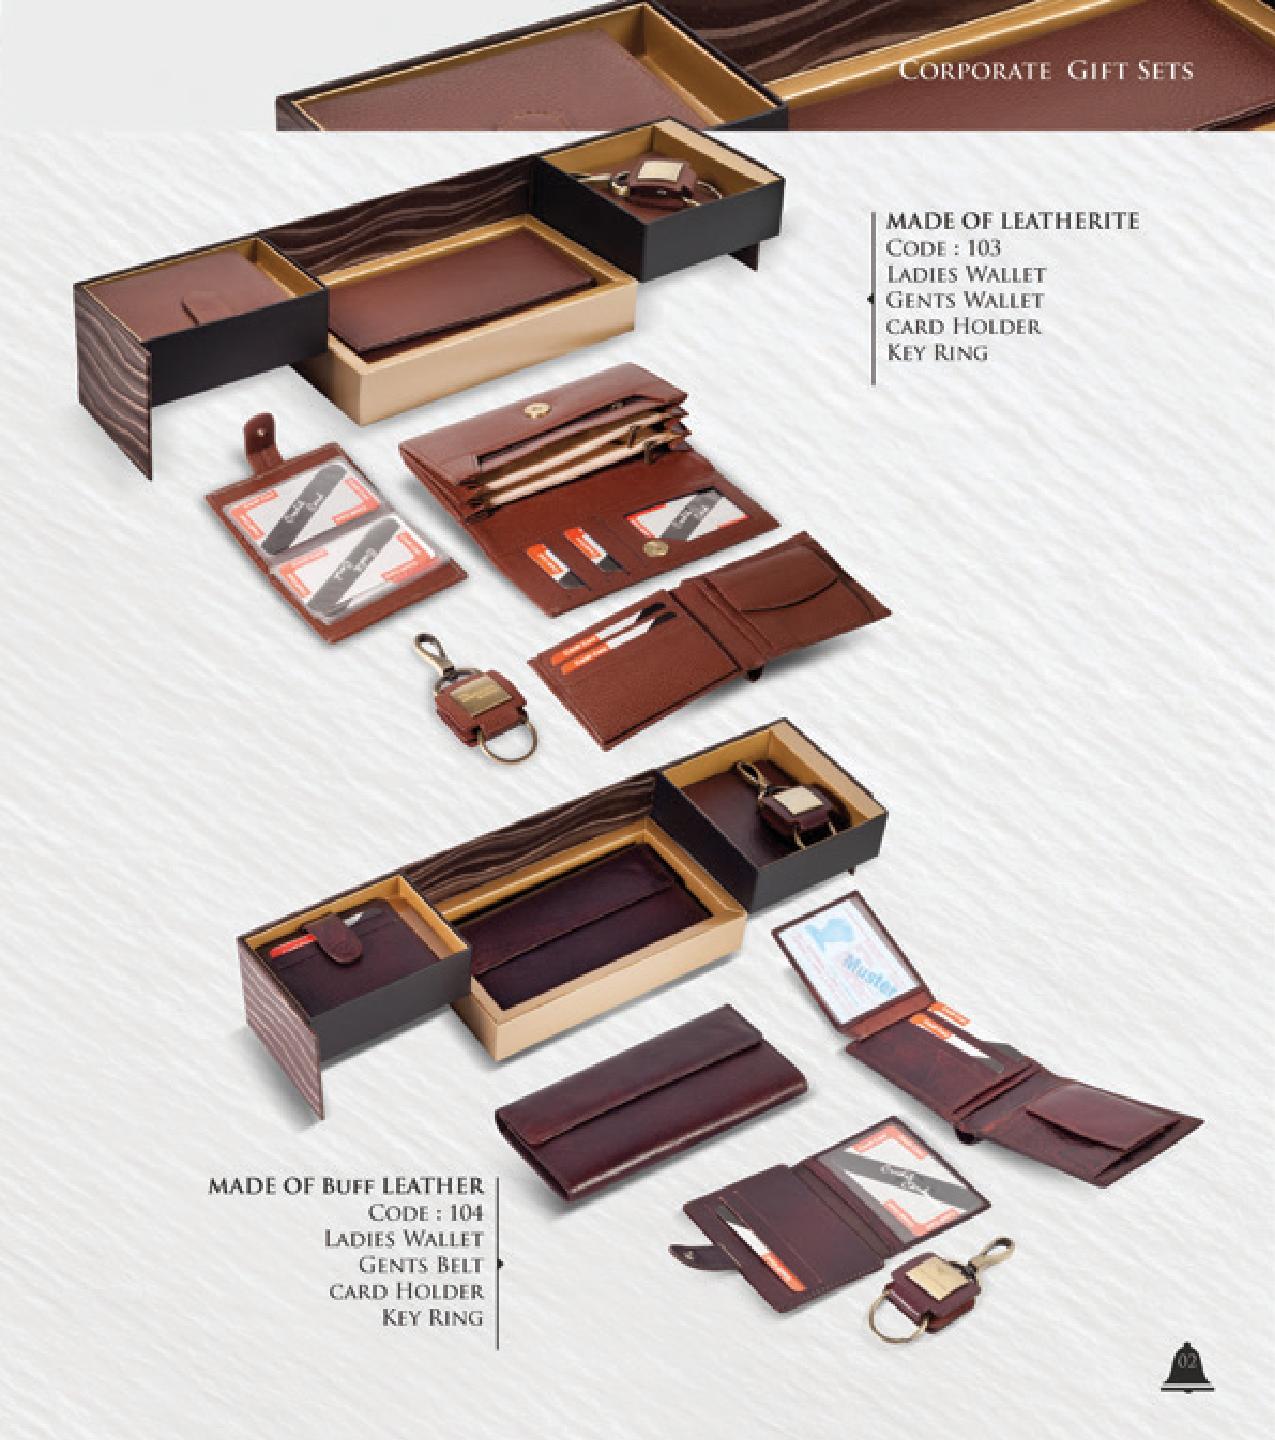 Corporate Gift Sets
MADE OF LEATHERITE
Code : 103
Ladies Wallet
Gents Wallet
card Holder
Key Ring
Muster
MADE OF Buff LEATHER
Code : 104
Ladies Wallet
Gents Belt
card Holder
Key Ring
02